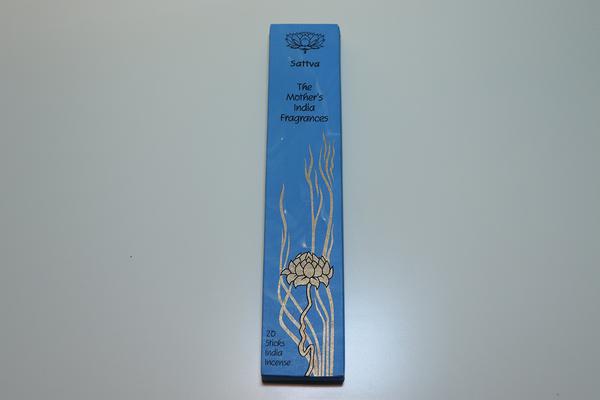 Sattva
The
Mother's
India
Fragrances
20
Sticks
India
Incense